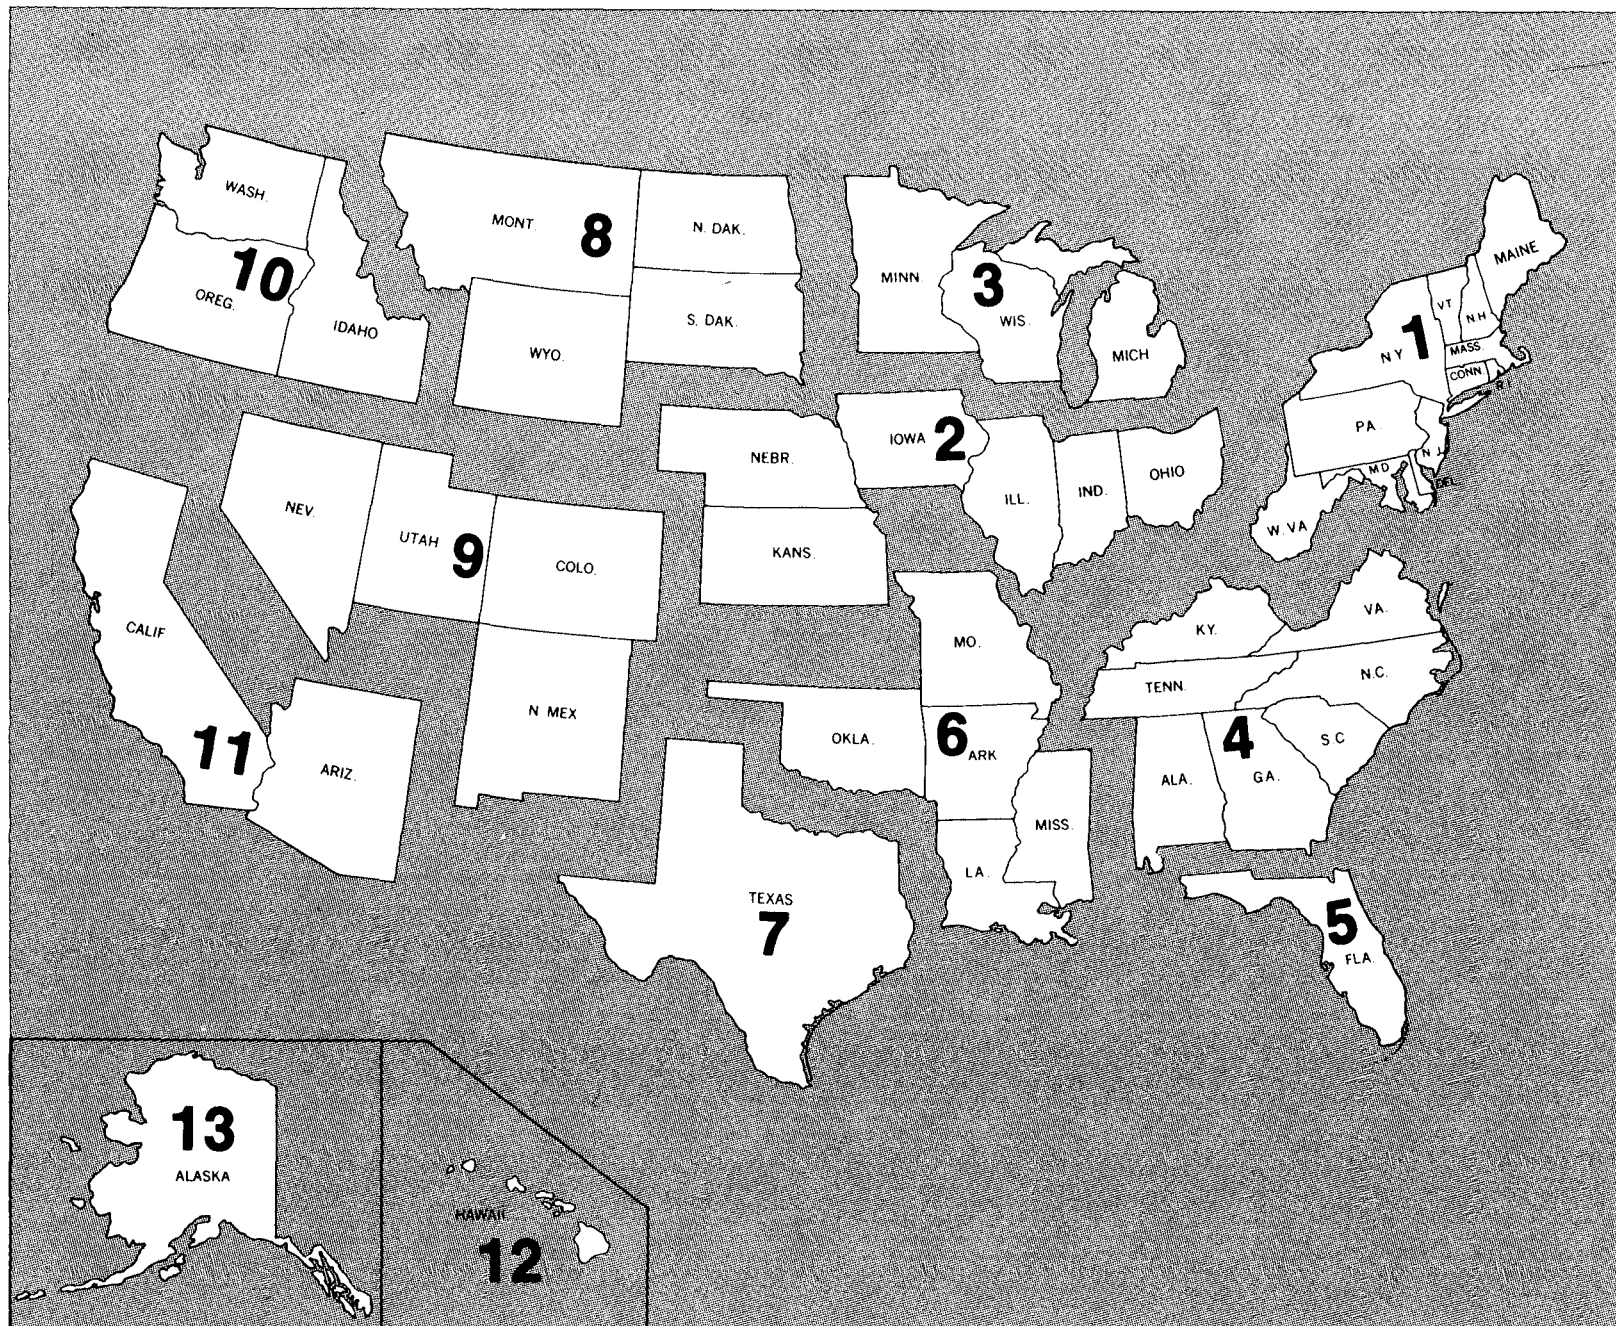 WASH.
MONT.
8
N. DAK.
MINN.
3
WIS.
MAINE
10
OREG.
IDAHO
S. DAK.
WYO.
MICH
VT
N H
N Y
1
MASS.
CONN
R I
IOWA
2
NEBR.
PA.
N J
MD
DEL
OHIO
IND.
ILL.
W. VA
NEV.
UTAH
9
COLO.
KANS.
CALIF
VA.
KY.
MO.
TENN.
N.C.
N MEX
11
ARIZ.
OKLA.
6
ARK
4
S C
ALA.
GA.
MISS.
LA.
TEXAS
7
5
FLA.
13
ALASKA
HAWAII
12